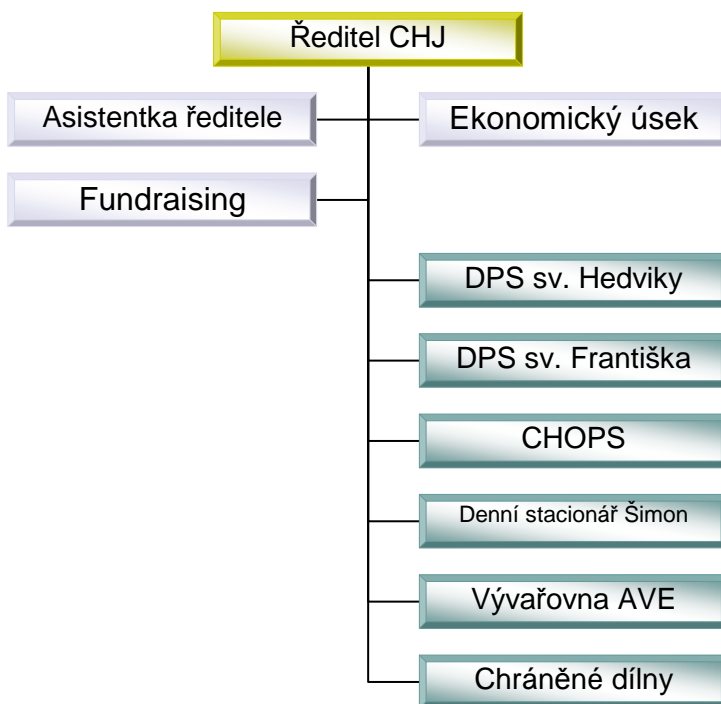 Ředitel CHJ
Asistentka ředitele
Ekonomický úsek
Fundraising
DPS sv. Hedviky
DPS sv. Františka
CHOPS
Denní stacionář Šimon
Vývařovna AVE
Chráněné dílny